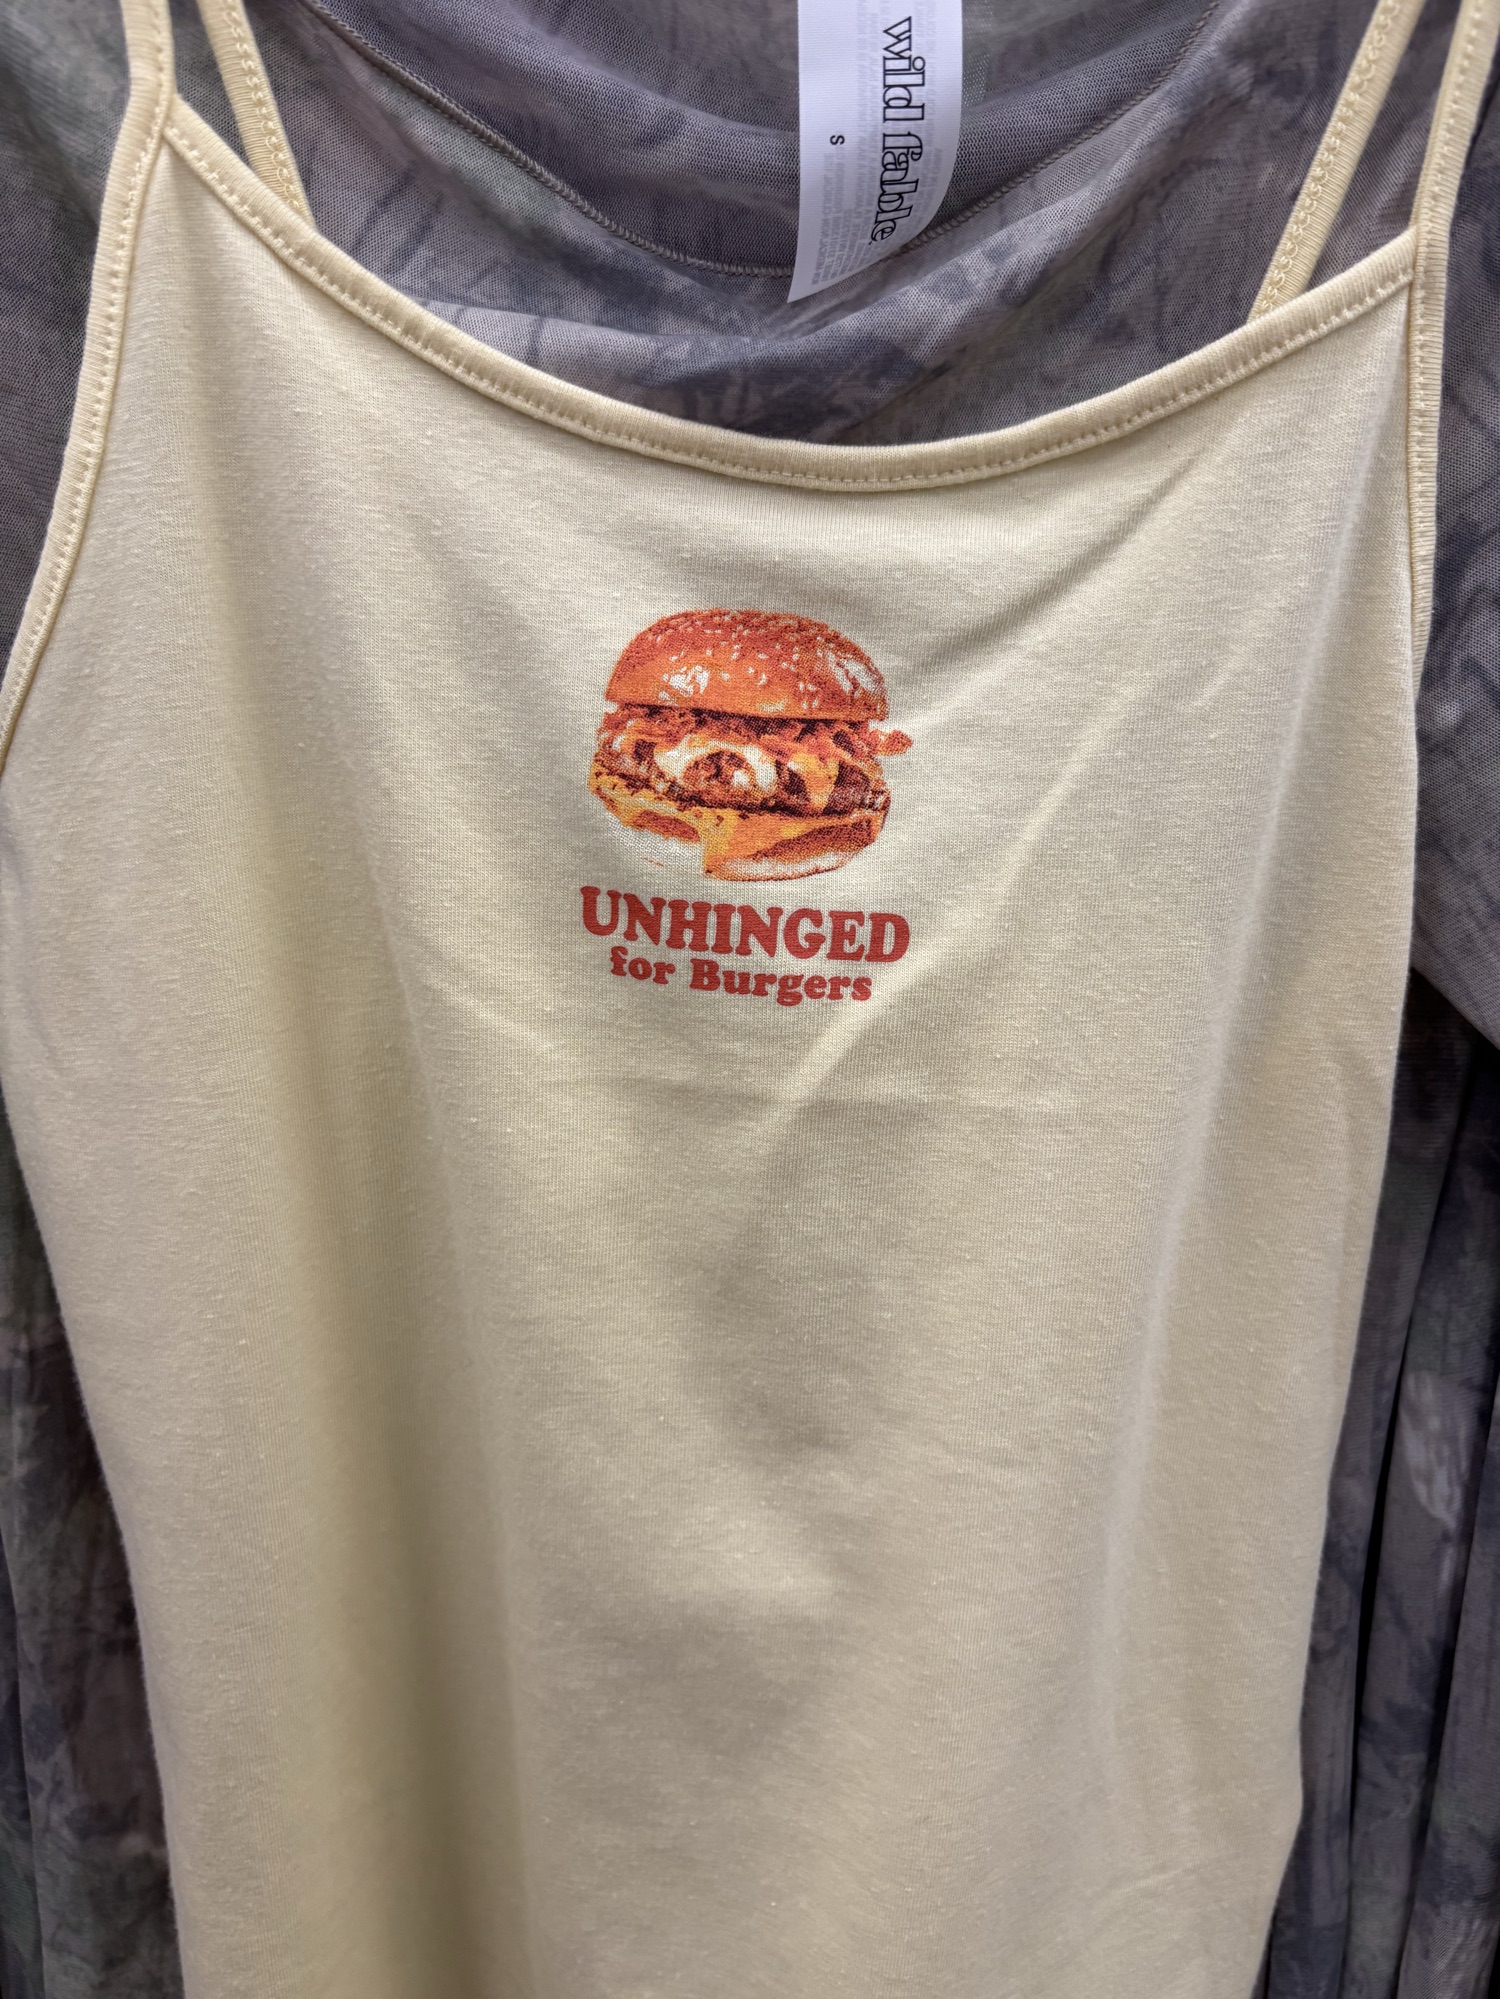 wild fable
S
UNHINGED
for Burgers